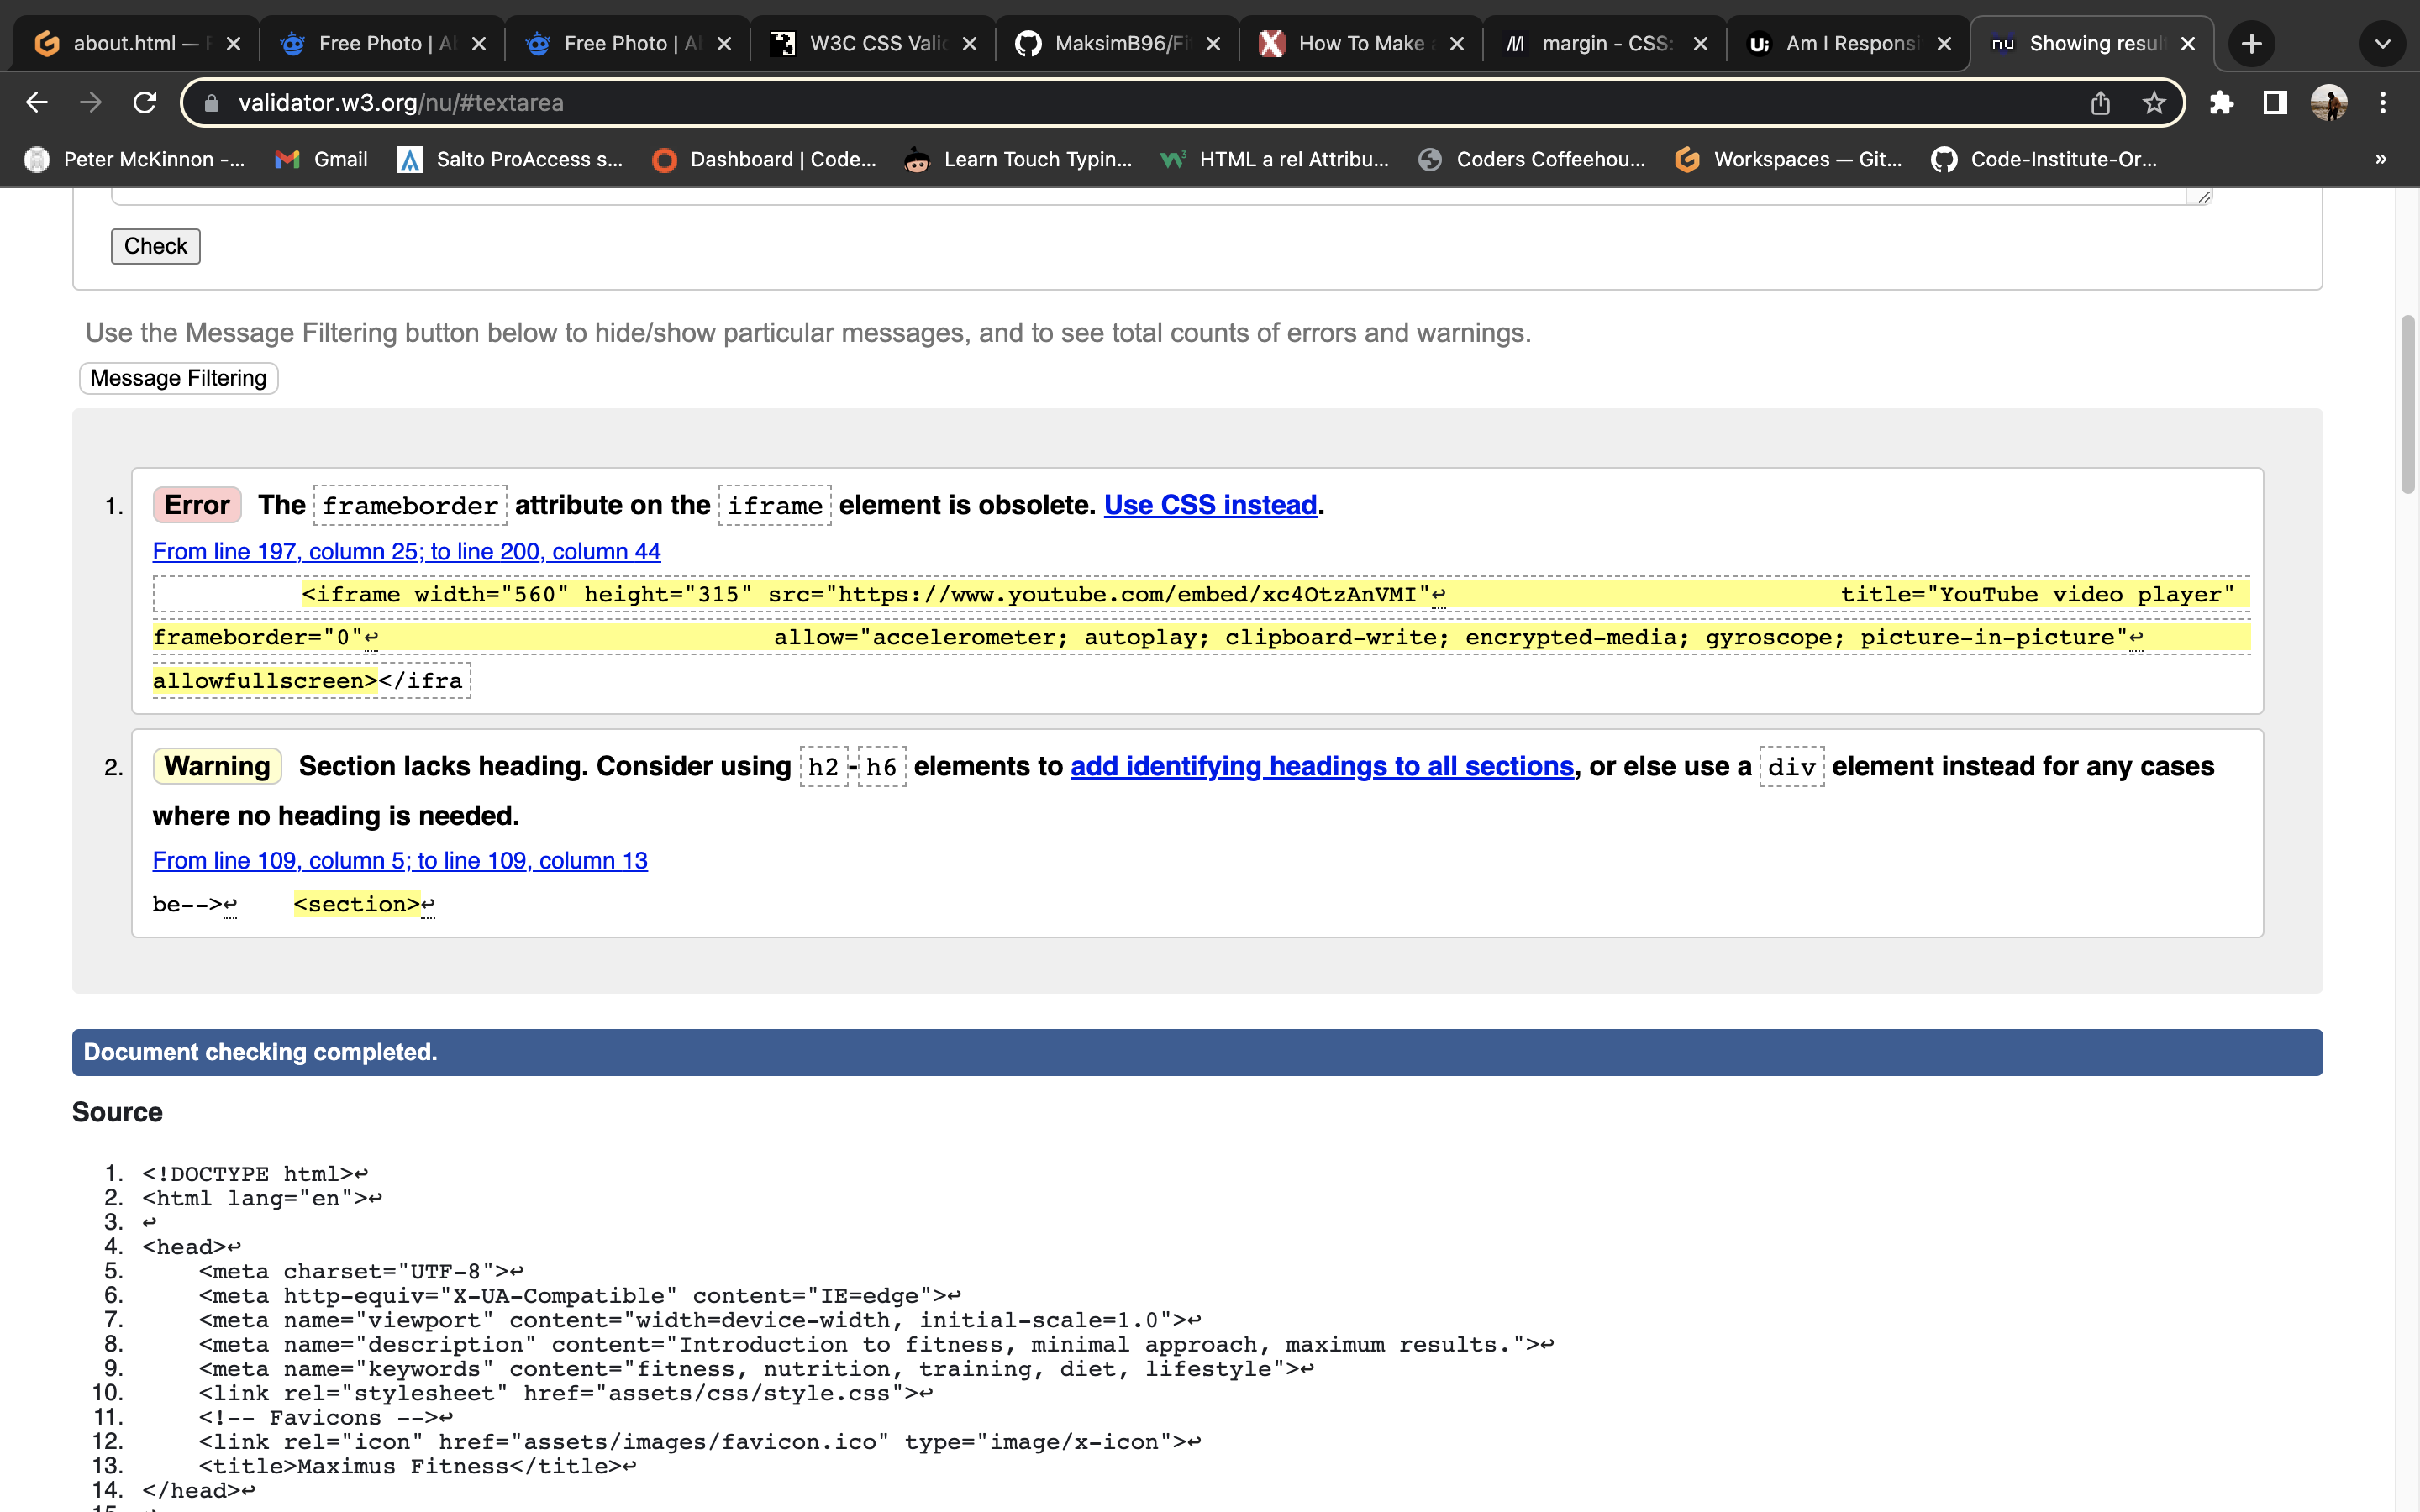 about.html — F
Free Photo | Al
Free Photo | Al
W3C CSS Valid
MaksimB96/Fit
How To Make a
margin - CSS:
Am I Responsi
Showing result
validator.w3.org/nu/#textarea
Peter McKinnon -...
Gmail
Salto ProAccess s...
Dashboard | Code...
Learn Touch Typin...
HTML a rel Attribu...
Coders Coffeehou...
Workspaces — Git...
Code-Institute-Or...
»
Check
Use the Message Filtering button below to hide/show particular messages, and to see total counts of errors and warnings.
Message Filtering
1. Error The frameborder attribute on the iframe element is obsolete. Use CSS instead.
From line 197, column 25; to line 200, column 44
<iframe width="560" height="315" src="https://www.youtube.com/embed/xc4OtzAnVMI"↩ title="YouTube video player"
frameborder="0"↩ allow="accelerometer; autoplay; clipboard-write; encrypted-media; gyroscope; picture-in-picture"↩
allowfullscreen></ifra
2. Warning Section lacks heading. Consider using h2-h6 elements to add identifying headings to all sections, or else use a div element instead for any cases
where no heading is needed.
From line 109, column 5; to line 109, column 13
be-->↩ <section>↩
Document checking completed.
Source
1. <!DOCTYPE html>↩
2. <html lang="en">↩
3. ↩
4. <head>↩
5. <meta charset="UTF-8">↩
6. <meta http-equiv="X-UA-Compatible" content="IE=edge">↩
7. <meta name="viewport" content="width=device-width, initial-scale=1.0">↩
8. <meta name="description" content="Introduction to fitness, minimal approach, maximum results.">↩
9. <meta name="keywords" content="fitness, nutrition, training, diet, lifestyle">↩
10. <link rel="stylesheet" href="assets/css/style.css">↩
11. <!-- Favicons -->↩
12. <link rel="icon" href="assets/images/favicon.ico" type="image/x-icon">↩
13. <title>Maximus Fitness</title>↩
14. </head>↩